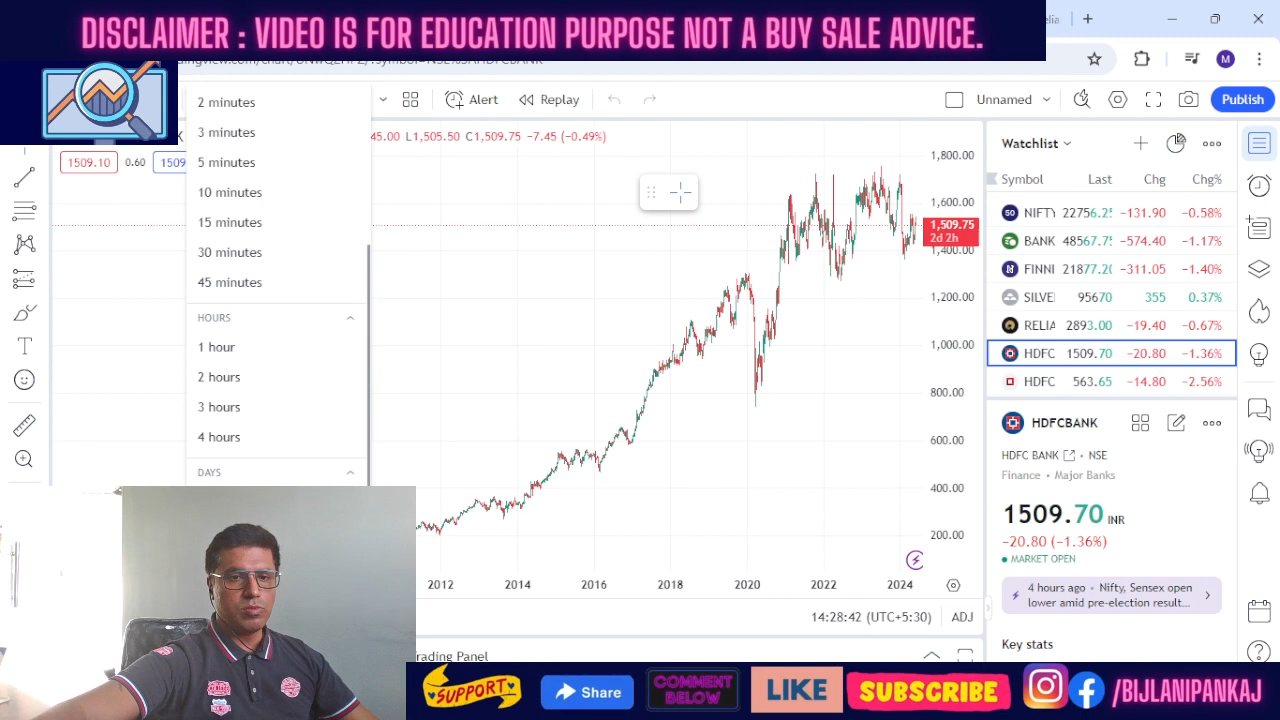 DISCLAIMER : VIDEO IS FOR EDUCATION PURPOSE NOT A BUY SALE ADVICE.
Alert
Replay
Unnamed
Publish
2 minutes
3 minutes
5 minutes
10 minutes
15 minutes
30 minutes
45 minutes
HOURS
1 hour
2 hours
3 hours
4 hours
DAYS
45.00 L1,505.50 C1,509.75 −7.45 (−0.49%)
1509.10
0.60
1509
1,800.00
1,600.00
1,509.75
2d 2h
1,400.00
1,200.00
1,000.00
800.00
600.00
400.00
200.00
2012 2014 2016 2018 2020 2022 2024
14:28:42 (UTC+5:30)
ADJ
rading Panel
Watchlist
Symbol Last Chg Chg%
50 NIFTY 22756.25 −131.90 −0.58%
BANK 48567.75 −574.40 −1.17%
FINNI 21877.20 −311.05 −1.40%
SILVE 95670 355 0.37%
RELIA 2893.00 −19.40 −0.67%
HDFC 1509.70 −20.80 −1.36%
HDFC 563.65 −14.80 −2.56%
HDFCBANK
HDFC BANK • NSE
Finance • Major Banks
1509.70 INR
−20.80 (−1.36%)
MARKET OPEN
4 hours ago • Nifty, Sensex open
lower amid pre-election result...
Key stats
SUPPORT
Share
COMMENT
BELOW
LIKE
SUBSCRIBE
/@JLANIPANKAJ